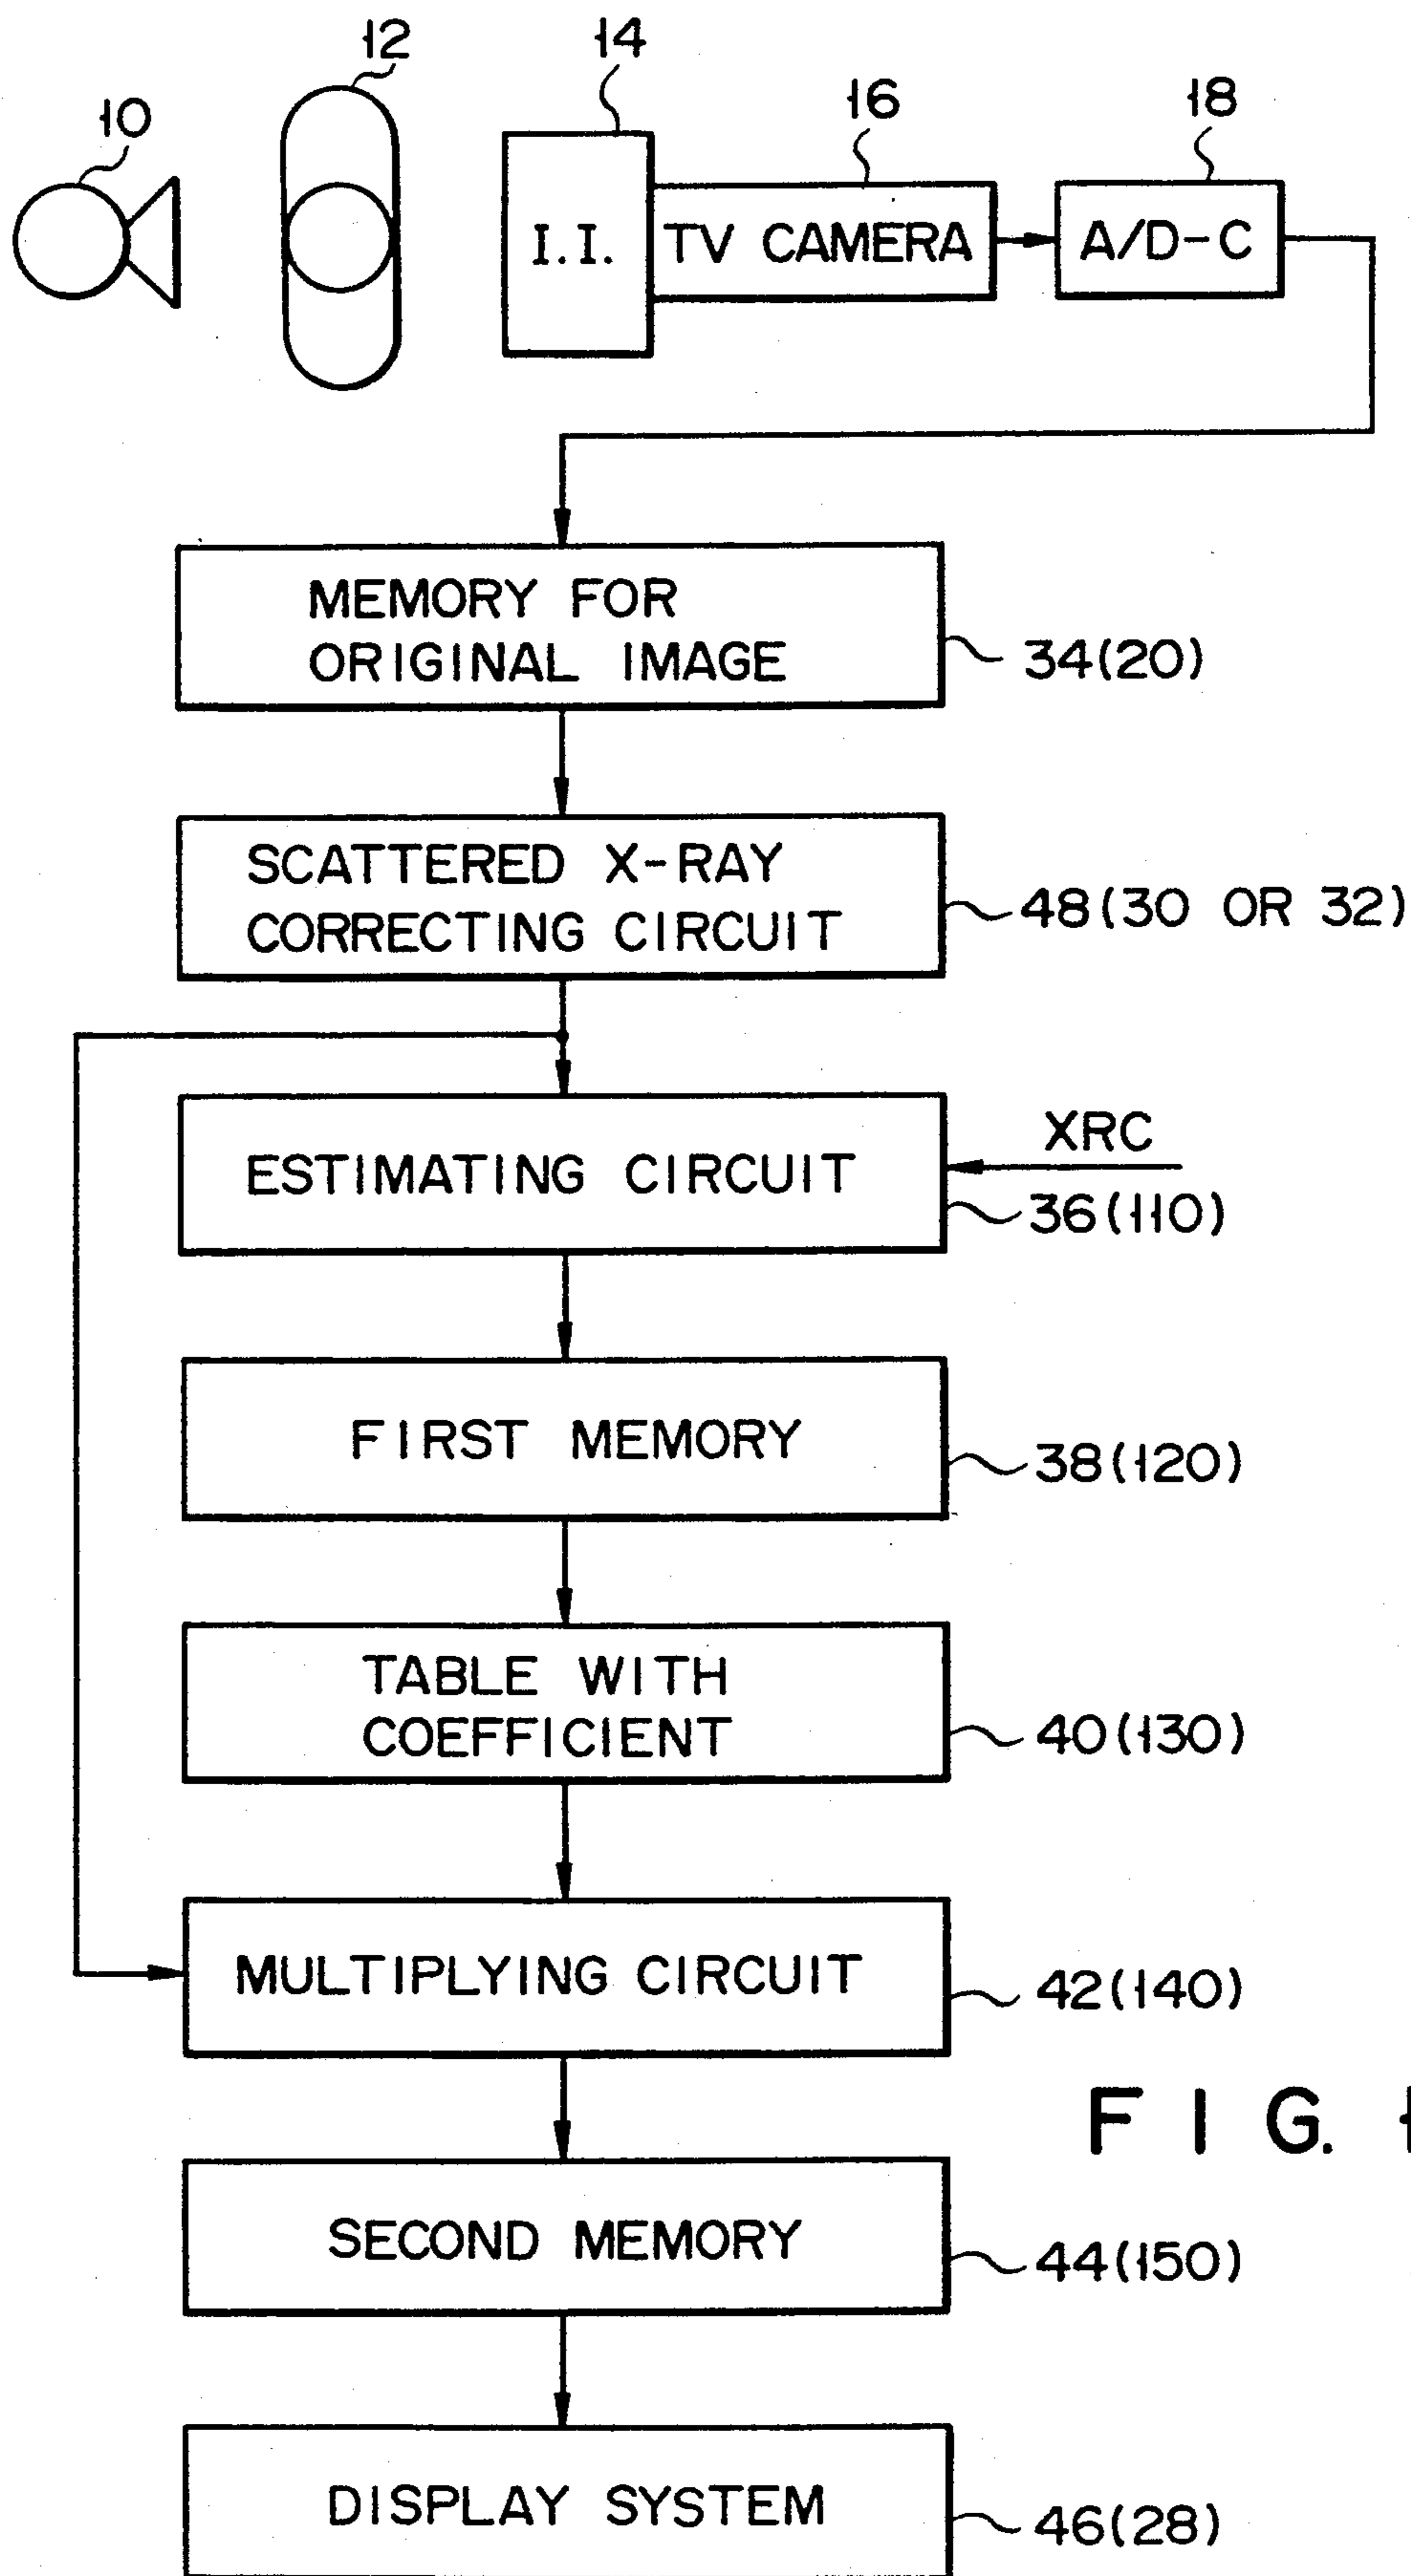 10
12
14
16
18
I.I.
TV CAMERA
A/D-C
MEMORY FOR
ORIGINAL IMAGE
34(20)
SCATTERED X-RAY
CORRECTING CIRCUIT
48(30 OR 32)
ESTIMATING CIRCUIT
XRC
36(110)
FIRST MEMORY
38(120)
TABLE WITH
COEFFICIENT
40(130)
MULTIPLYING CIRCUIT
42(140)
FIG.
SECOND MEMORY
44(150)
DISPLAY SYSTEM
46(28)